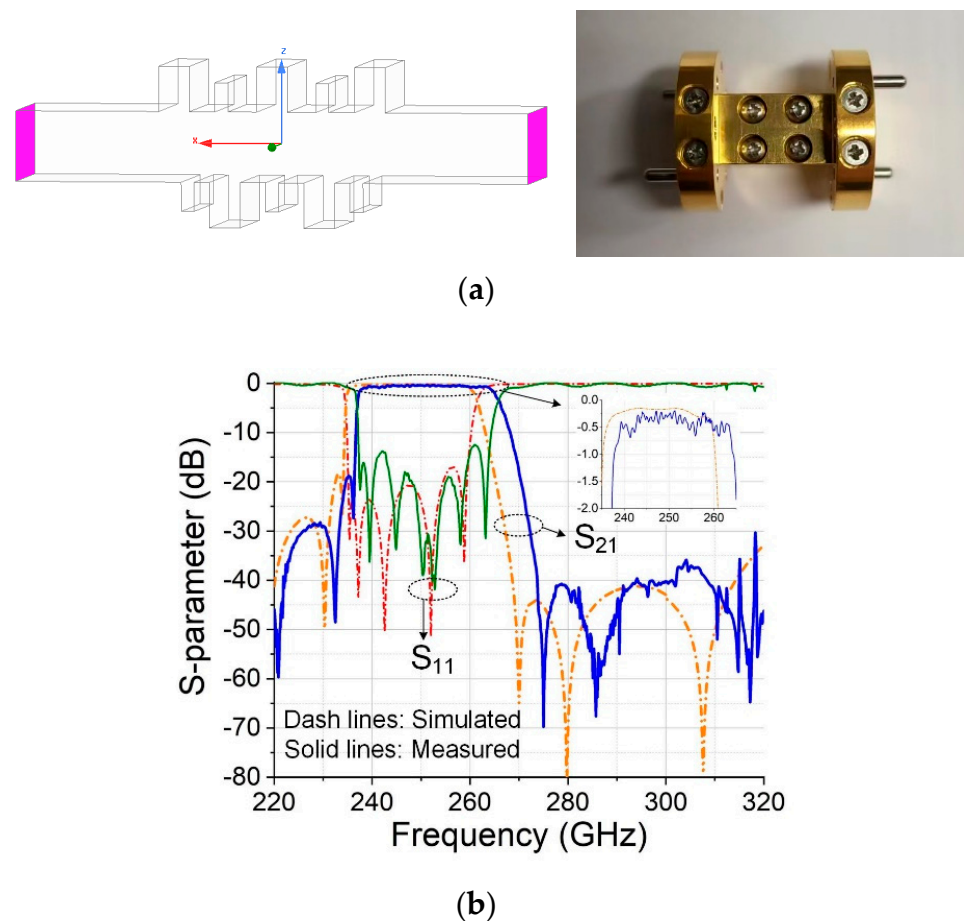 z
x
(a)
S-parameter (dB)
0
-10
-20
-30
-40
-50
-60
-70
-80
220
240
260
280
300
320
Frequency (GHz)
0.0
-0.5
-1.0
-1.5
-2.0
240
250
260
S21
S11
Dash lines: Simulated
Solid lines: Measured
(b)